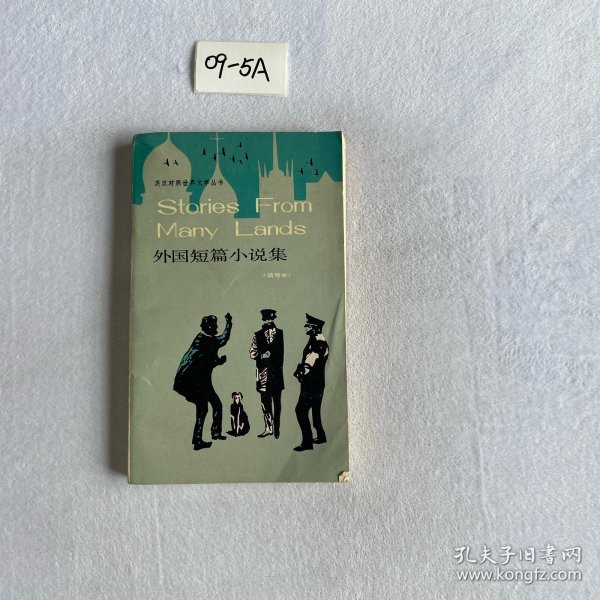 09-5A
英汉对照世界文学丛书
Stories From
Many Lands
外国短篇小说集
(简写本)
孔夫子旧书网
www.kongfz.com